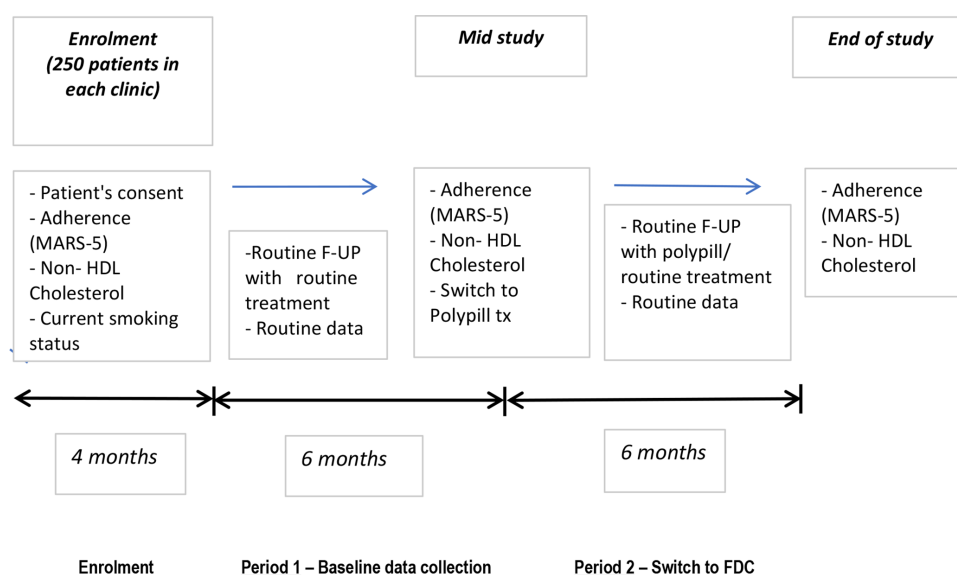 Enrolment
(250 patients in
each clinic)
Mid study
End of study
- Patient's consent
- Adherence
(MARS-5)
- Non- HDL
Cholesterol
- Current smoking
status
-Routine F-UP
with routine
treatment
- Routine data
- Adherence
(MARS-5)
- Non- HDL
Cholesterol
- Switch to
Polypill tx
- Routine F-UP
with polypill/
routine treatment
- Routine data
- Adherence
(MARS-5)
- Non- HDL
Cholesterol
4 months
6 months
6 months
Enrolment
Period 1 – Baseline data collection
Period 2 – Switch to FDC